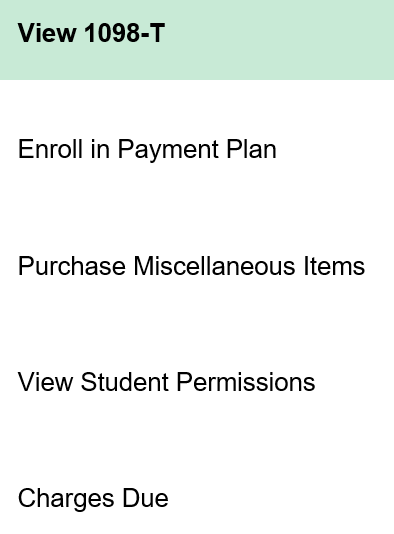 View 1098-T
Enroll in Payment Plan
Purchase Miscellaneous Items
View Student Permissions
Charges Due